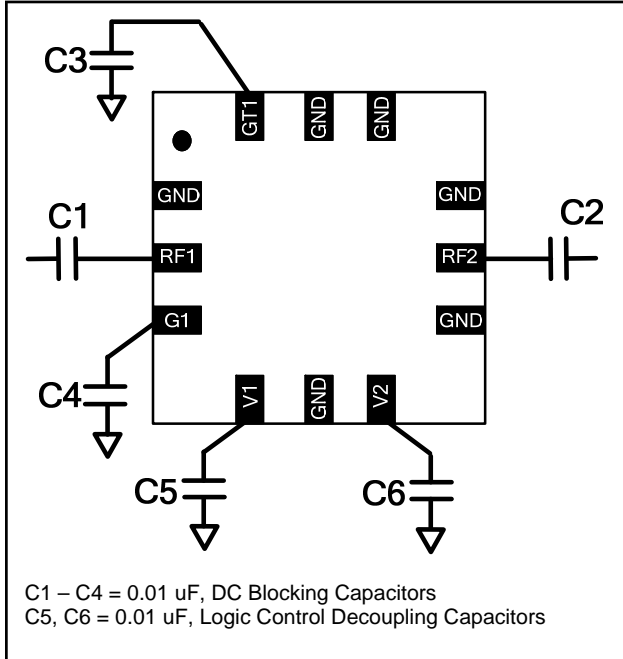 C3
GT1
GND
GND
GND
GND
C1
C2
RF1
RF2
G1
GND
C4
V1
GND
V2
C5
C6
C1 – C4 = 0.01 uF, DC Blocking Capacitors
C5, C6 = 0.01 uF, Logic Control Decoupling Capacitors